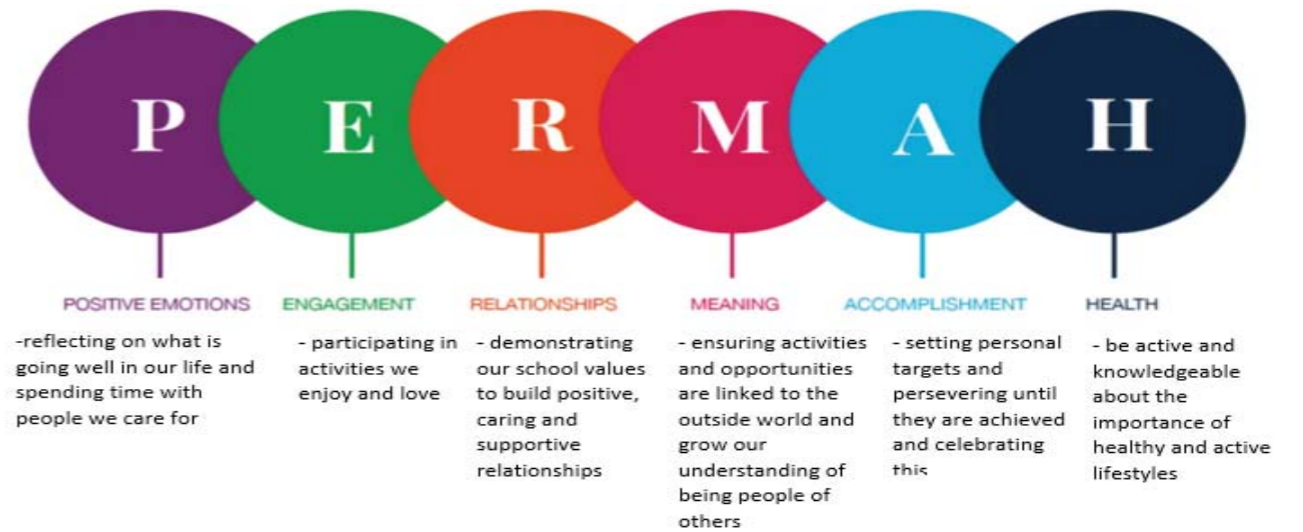 P E R M A H
POSITIVE EMOTIONS
-reflecting on what is
going well in our life and
spending time with
people we care for
ENGAGEMENT
- participating in
activities we
enjoy and love
RELATIONSHIPS
- demonstrating
our school values
to build positive,
caring and
supportive
relationships
MEANING
- ensuring activities
and opportunities
are linked to the
outside world and
grow our
understanding of
being people of
others
ACCOMPLISHMENT
- setting personal
targets and
persevering until
they are achieved
and celebrating
this
HEALTH
- be active and
knowledgeable
about the
importance of
healthy and active
lifestyles